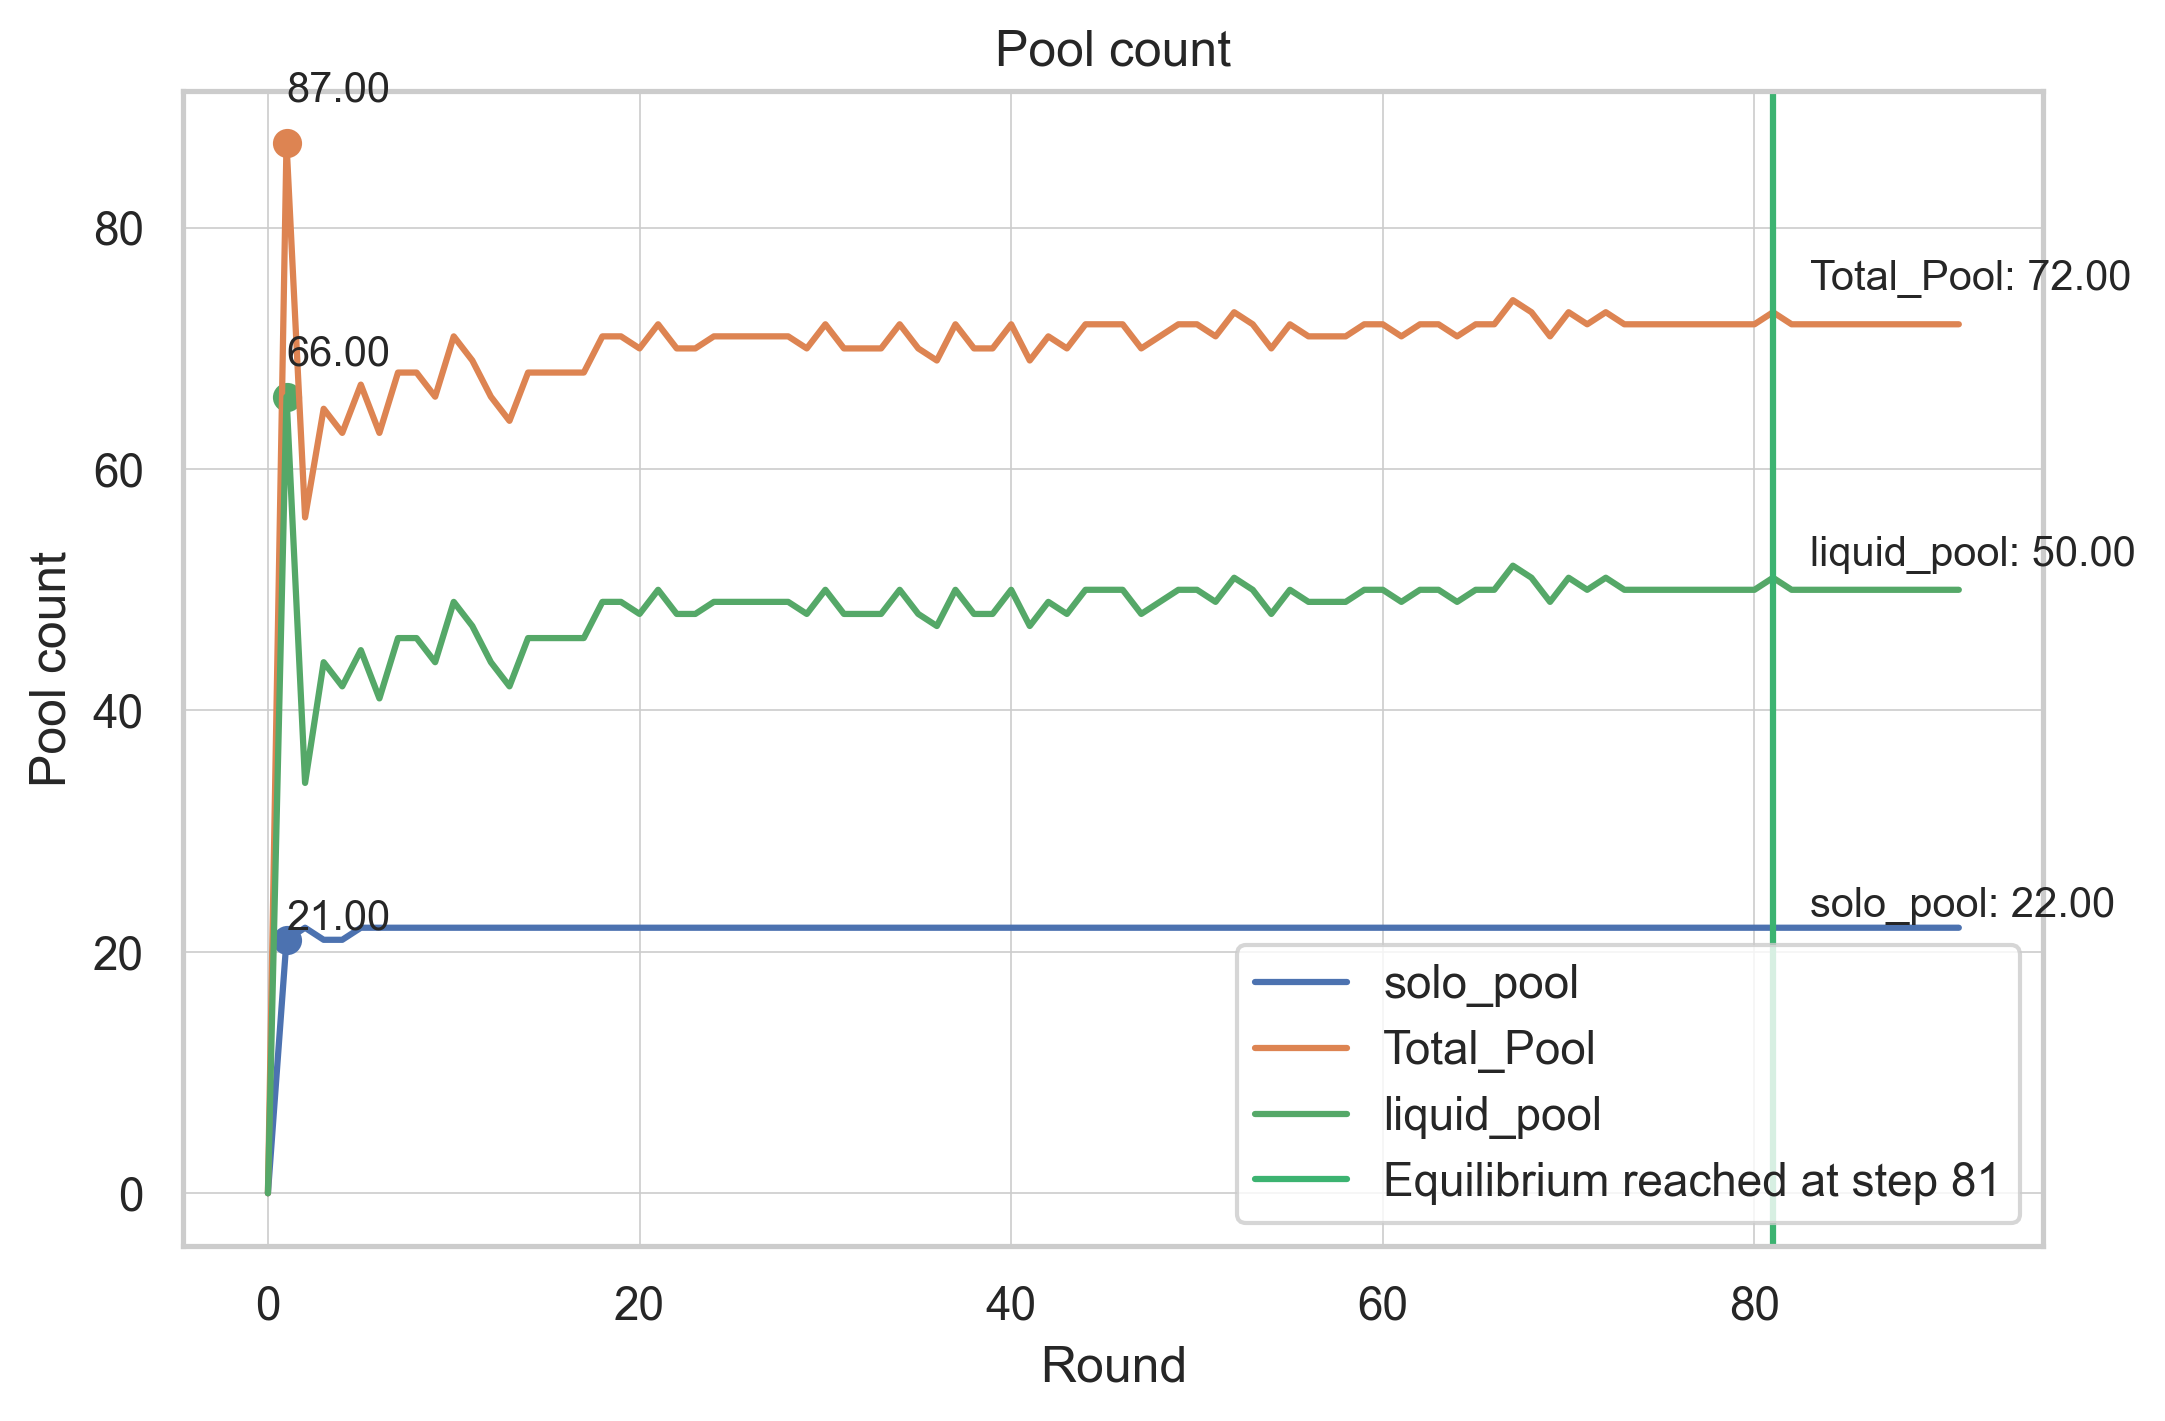 Pool count
87.00
80
Total_Pool: 72.00
66.00
60
liquid_pool: 50.00
Pool count
40
21.00
solo_pool: 22.00
20
solo_pool
Total_Pool
liquid_pool
Equilibrium reached at step 81
0
0 20 40 60 80
Round